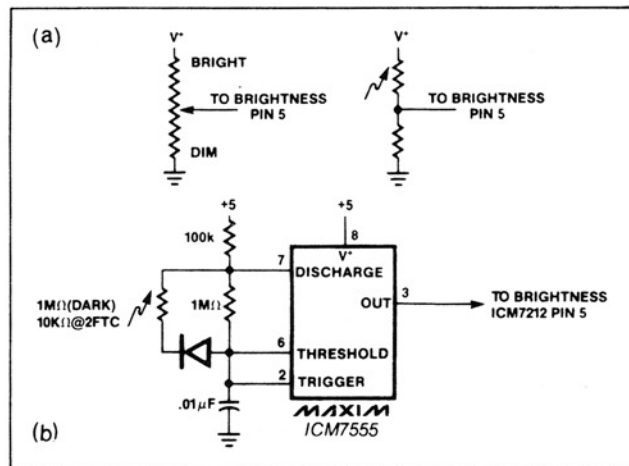 (a)
V+
BRIGHT
TO BRIGHTNESS
PIN 5
DIM
V+
TO BRIGHTNESS
PIN 5
+5
100k
+5
8
V+
7
DISCHARGE
1MΩ(DARK)
10KΩ@2FTC
1MΩ
OUT
3
TO BRIGHTNESS
ICM7212 PIN 5
6
THRESHOLD
2
TRIGGER
.01μF
MAXIM
ICM7555
(b)